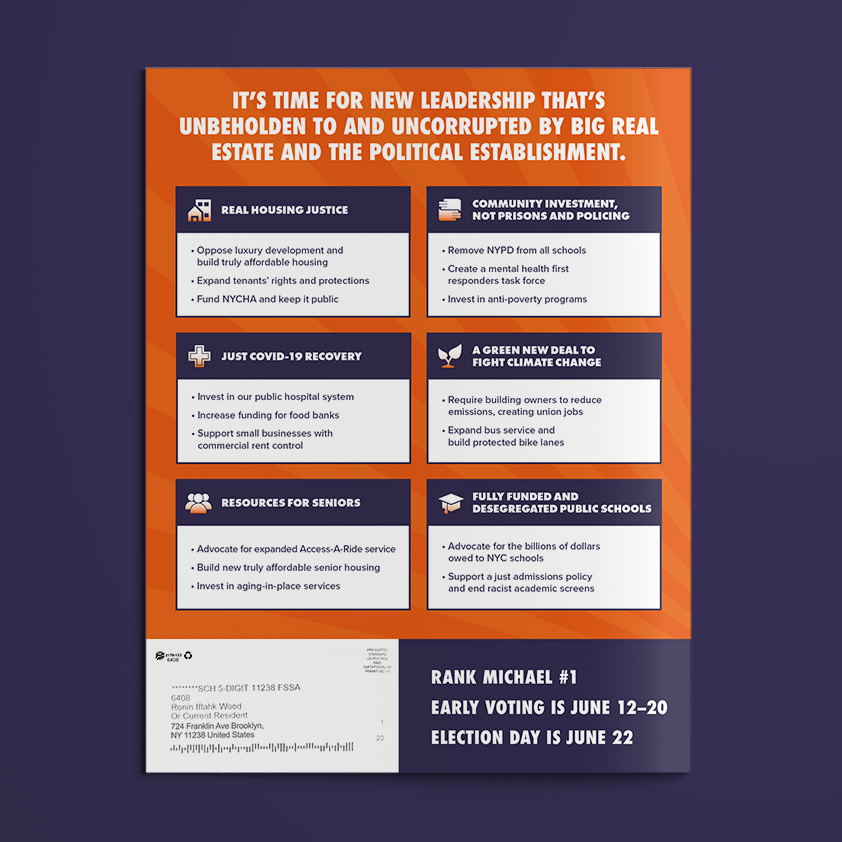 IT'S TIME FOR NEW LEADERSHIP THAT'S
UNBEHOLDEN TO AND UNCORRUPTED BY BIG REAL
ESTATE AND THE POLITICAL ESTABLISHMENT.
REAL HOUSING JUSTICE
• Oppose luxury development and
build truly affordable housing
• Expand tenants' rights and protections
• Fund NYCHA and keep it public
COMMUNITY INVESTMENT,
NOT PRISONS AND POLICING
• Remove NYPD from all schools
• Create a mental health first
responders task force
• Invest in anti-poverty programs
JUST COVID-19 RECOVERY
• Invest in our public hospital system
• Increase funding for food banks
• Support small businesses with
commercial rent control
A GREEN NEW DEAL TO
FIGHT CLIMATE CHANGE
• Require building owners to reduce
emissions, creating union jobs
• Expand bus service and
build protected bike lanes
RESOURCES FOR SENIORS
• Advocate for expanded Access-A-Ride service
• Build new truly affordable senior housing
• Invest in aging-in-place services
FULLY FUNDED AND
DESEGREGATED PUBLIC SCHOOLS
• Advocate for the billions of dollars
owed to NYC schools
• Support a just admissions policy
and end racist academic screens
6408
********SCH 5-DIGIT 11238 FSSA
6408
Ronin Iftahk Wood
Or Current Resident
724 Franklin Ave Brooklyn,
NY 11238 United States
1
20
RANK MICHAEL #1
EARLY VOTING IS JUNE 12–20
ELECTION DAY IS JUNE 22